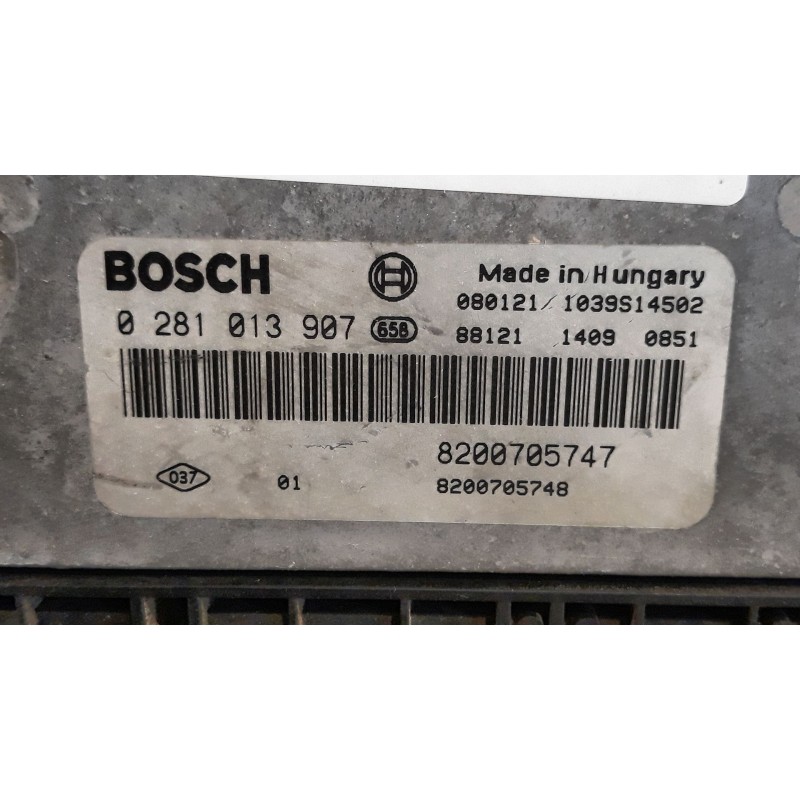 BOSCH
Made in Hungary
080121/ 1039S14502
0 281 013 907 658
88121 1409 0851
8200705747
037 01 8200705748